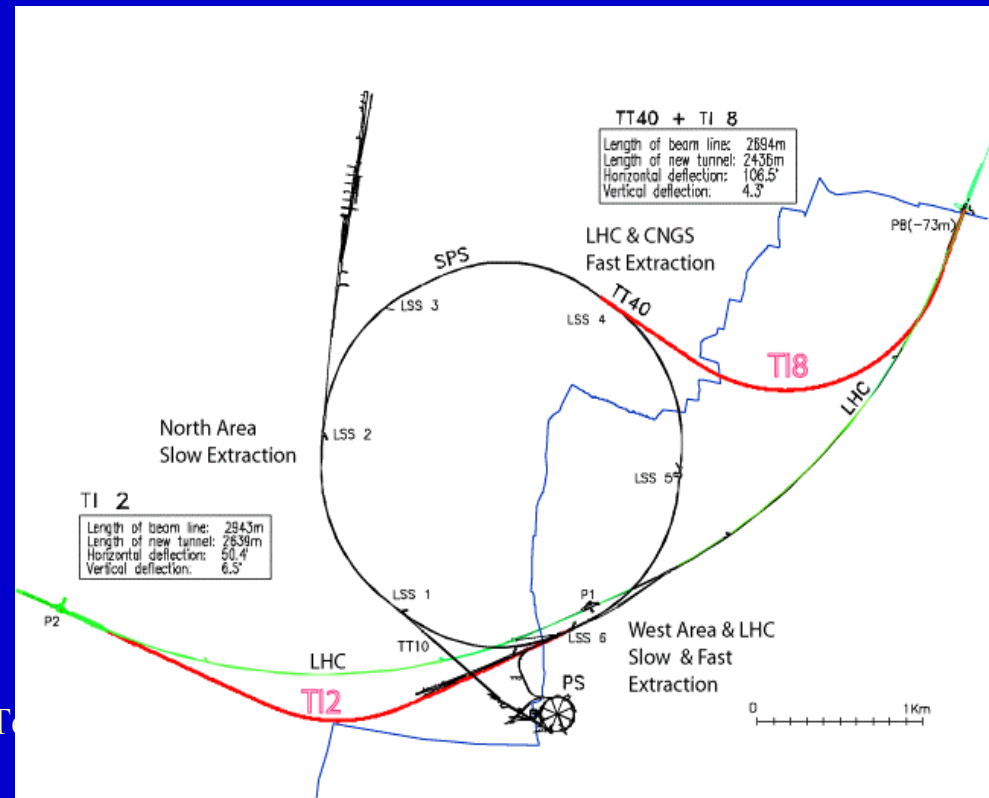 TT40 + TI 8
Length of beam line: 2694m
Length of new tunnel: 2436m
Horizontal deflection: 106.5°
Vertical deflection: 4.3°
P8(-73m)
LHC & CNGS
Fast Extraction
SPS
TT40
LSS 3
LSS 4
TI8
LHC
North Area
Slow Extraction
LSS 2
LSS 5
TI 2
Length of beam line: 2943m
Length of new tunnel: 2639m
Horizontal deflection: 50.4°
Vertical deflection: 6.5°
LSS 1
P1
P2
TT10
LSS 6
West Area & LHC
Slow & Fast
Extraction
LHC
PS
TI2
0 1Km